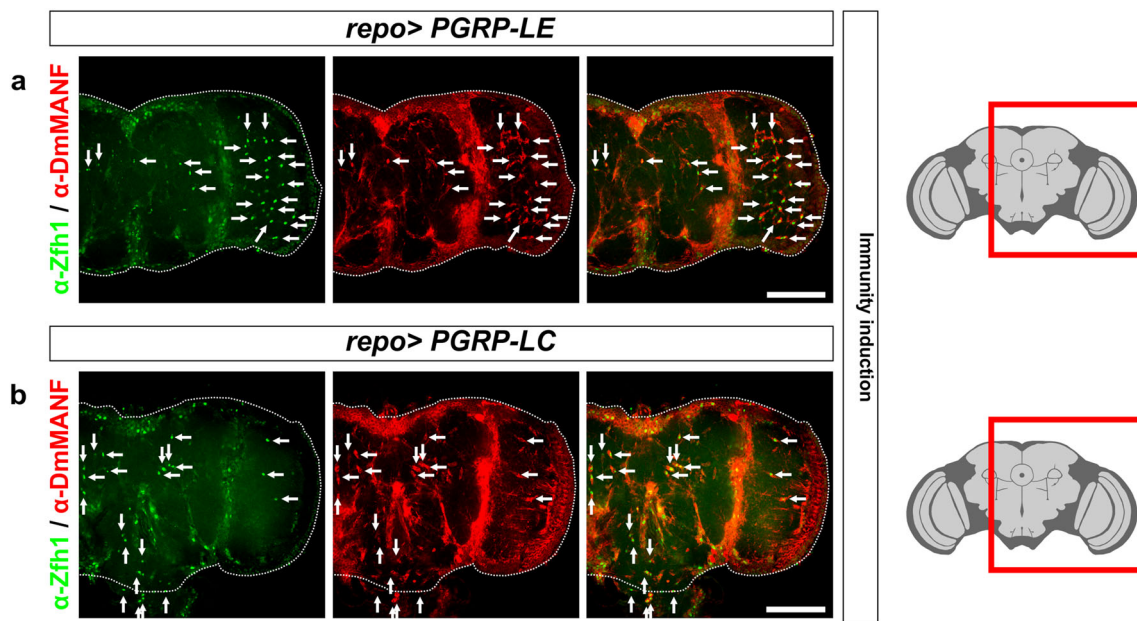 repo> PGRP-LE
a
α-Zfh1 / α-DmMANF
repo> PGRP-LC
b
α-Zfh1 / α-DmMANF
Immunity induction